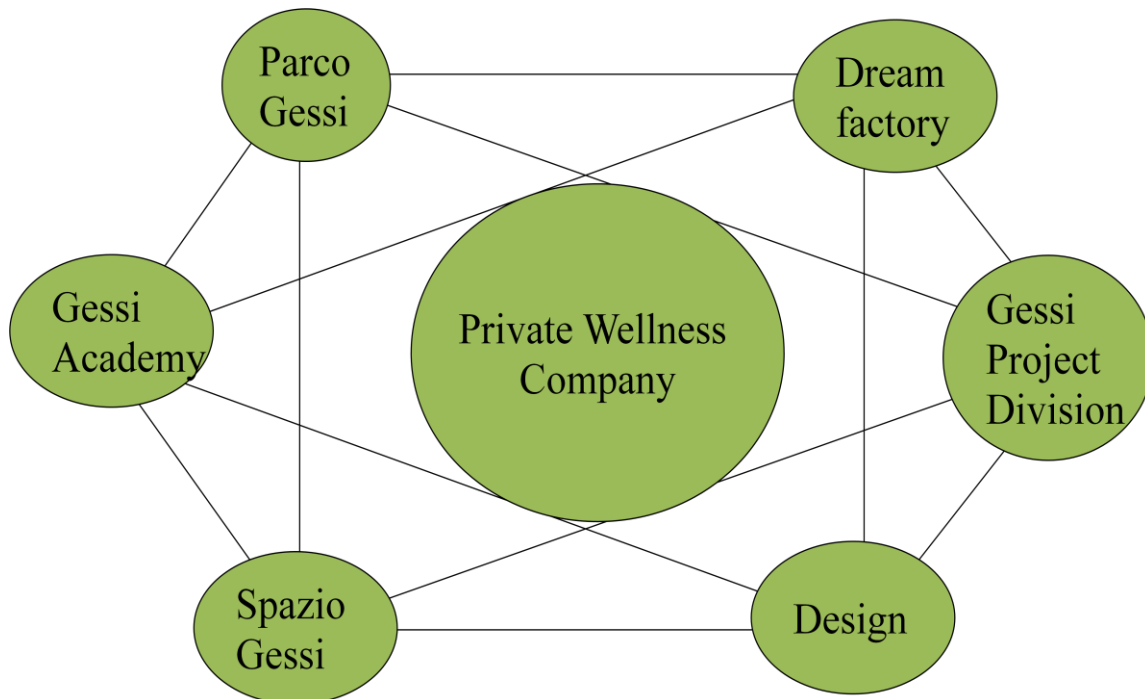 Parco
Gessi
Dream
factory
Gessi
Academy
Private Wellness
Company
Gessi
Project
Division
Spazio
Gessi
Design